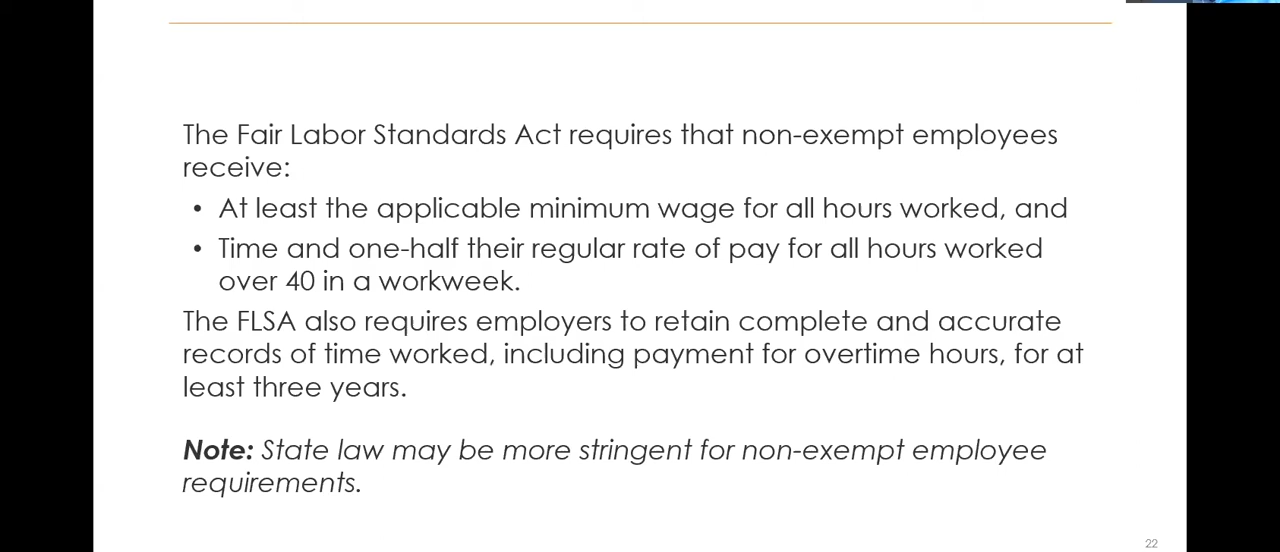 The Fair Labor Standards Act requires that non-exempt employees
receive:
• At least the applicable minimum wage for all hours worked, and
• Time and one-half their regular rate of pay for all hours worked
over 40 in a workweek.
The FLSA also requires employers to retain complete and accurate
records of time worked, including payment for overtime hours, for at
least three years.
Note: State law may be more stringent for non-exempt employee
requirements.
22